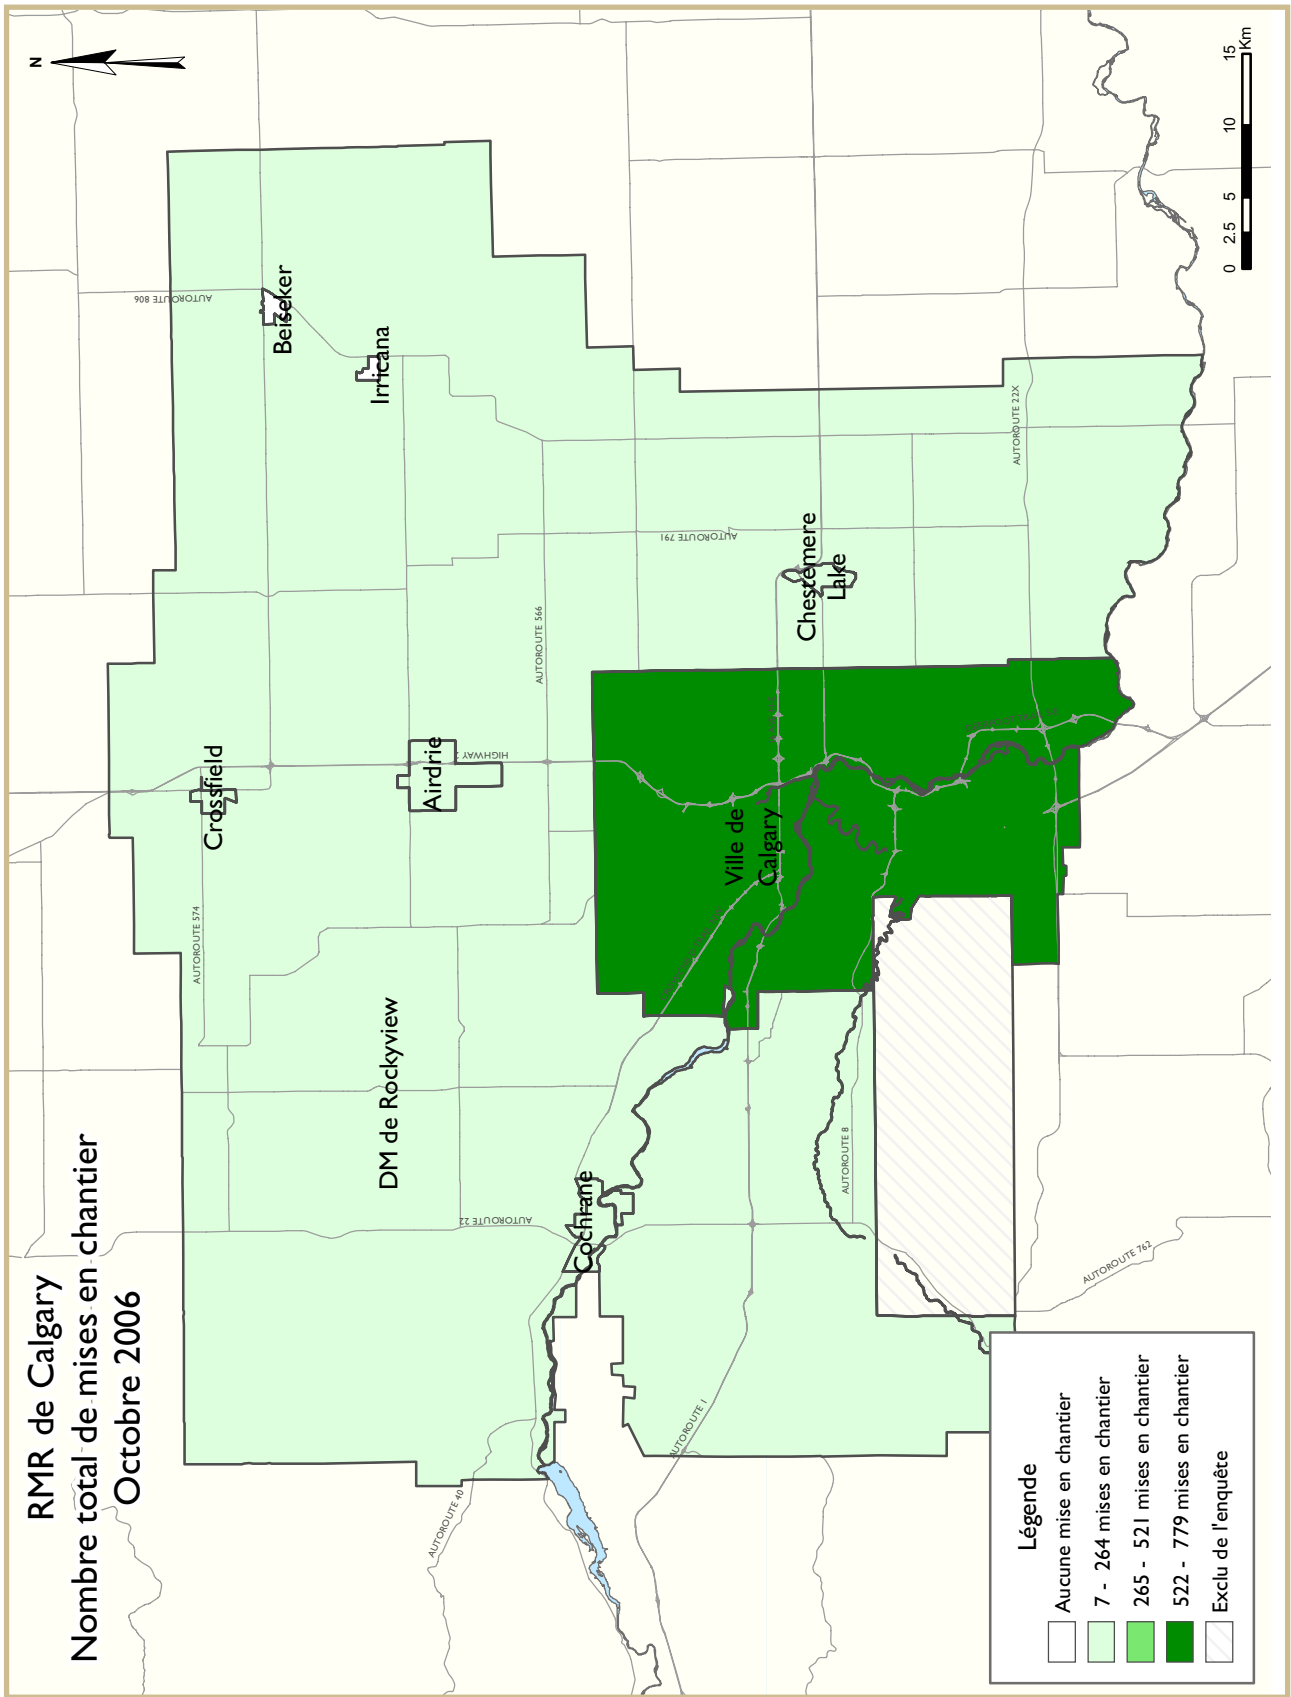 RMR de Calgary
Nombre total de mises en chantier
Octobre 2006
N
AUTOROUTE 806
Beiseker
Irricana
Crossfield
AUTOROUTE 574
Airdrie
HIGHWAY
AUTOROUTE 566
DM de Rockyview
AUTOROUTE 22
Cochrane
AUTOROUTE 40
AUTOROUTE 1
AUTOROUTE 791
Chestemere
Lake
Ville de
Calgary
AUTOROUTE 8
AUTOROUTE 22X
AUTOROUTE 762
Légende
Aucune mise en chantier
7 - 264 mises en chantier
265 - 521 mises en chantier
522 - 779 mises en chantier
Exclu de l'enquête
0 2.5 5 10 15
Km